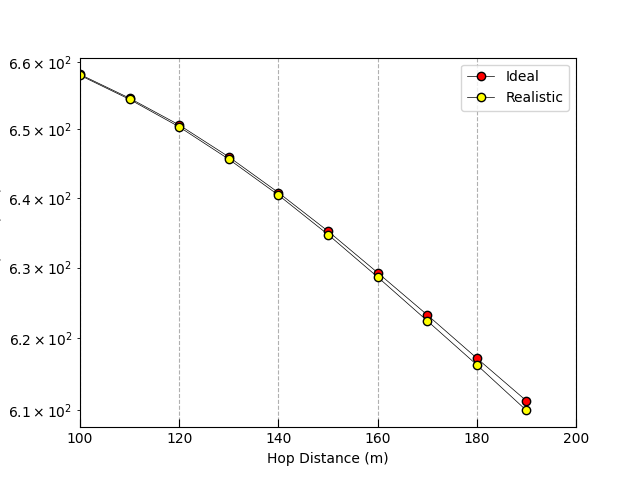 6.6 × 10²
6.5 × 10²
6.4 × 10²
6.3 × 10²
6.2 × 10²
6.1 × 10²
Ideal
Realistic
100 120 140 160 180 200
Hop Distance (m)